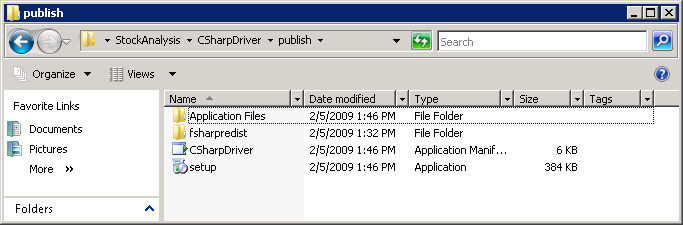 publish
StockAnalysis CSharpDriver publish
Search
Organize Views
Name Date modified Type Size Tags
Favorite Links
Documents
Pictures
More »
Folders
Application Files 2/5/2009 1:46 PM File Folder
fsharpredist 2/5/2009 1:32 PM File Folder
CSharpDriver 2/5/2009 1:46 PM Application Manif... 6 KB
setup 2/5/2009 1:46 PM Application 384 KB